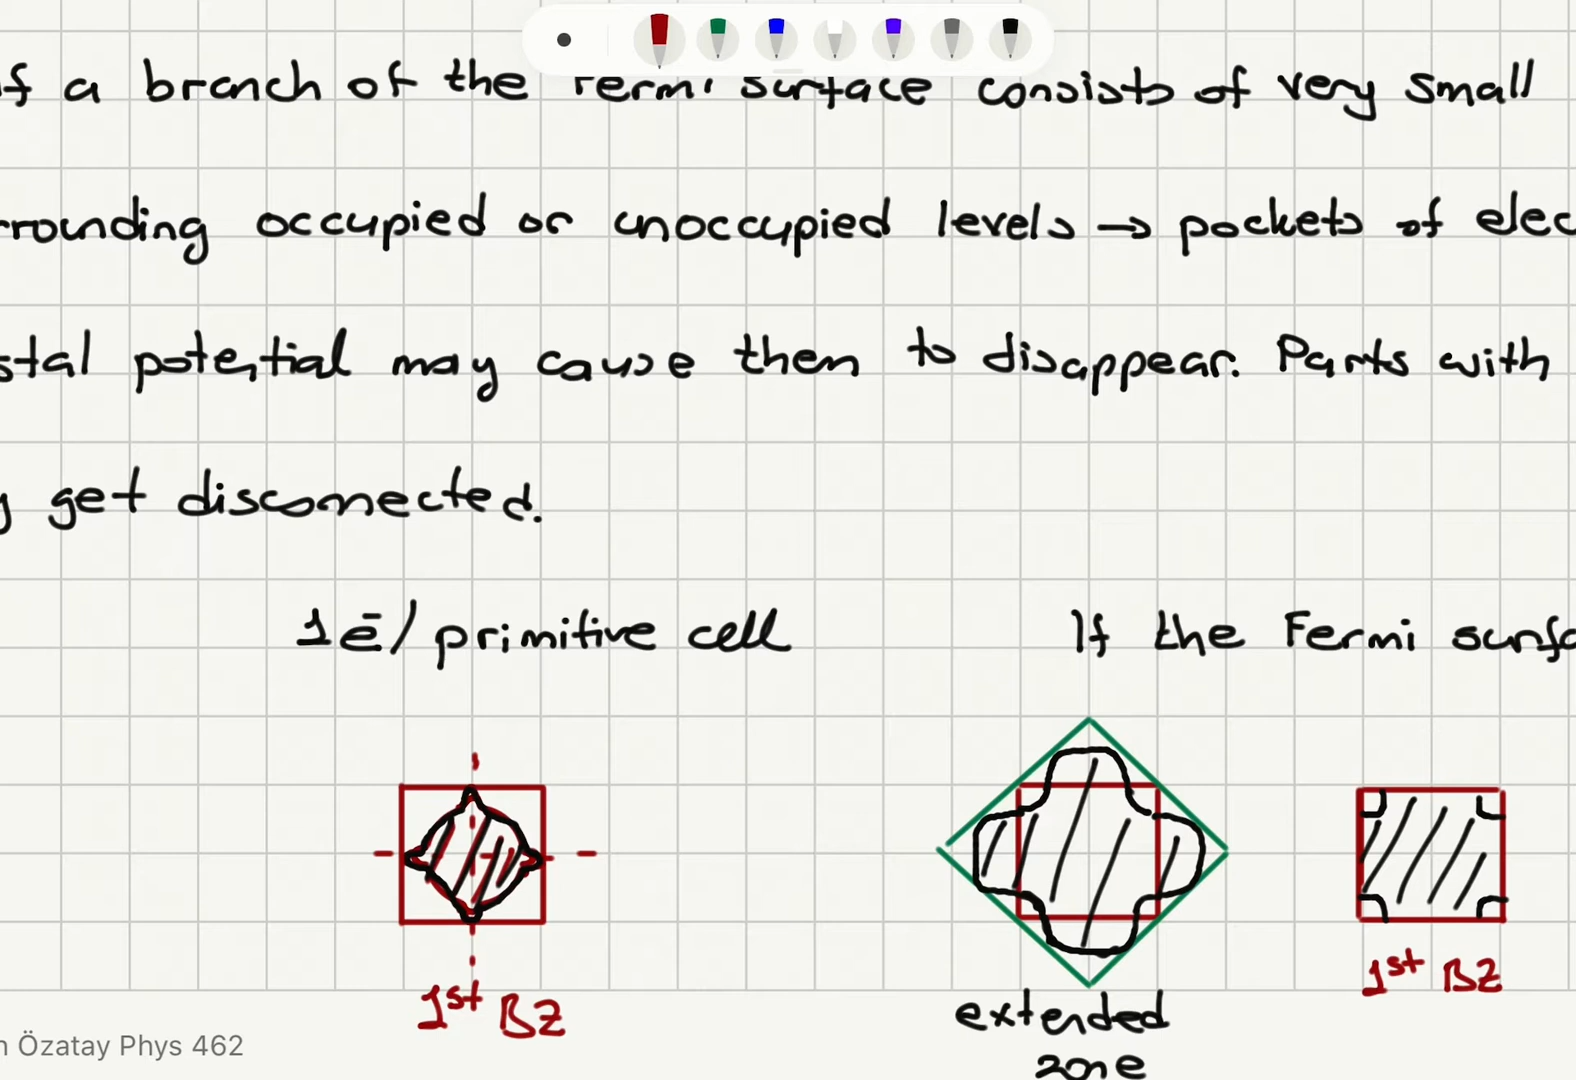 If a branch of the Fermi surface consists of very small
rrounding occupied or unoccupied levels → pockets of elec
stal potential may cause them to disappear. Parts with
y get disconnected.
1ē/primitive cell
If the Fermi surfa
1st BZ
extended
zone
1st BZ
n Özatay Phys 462